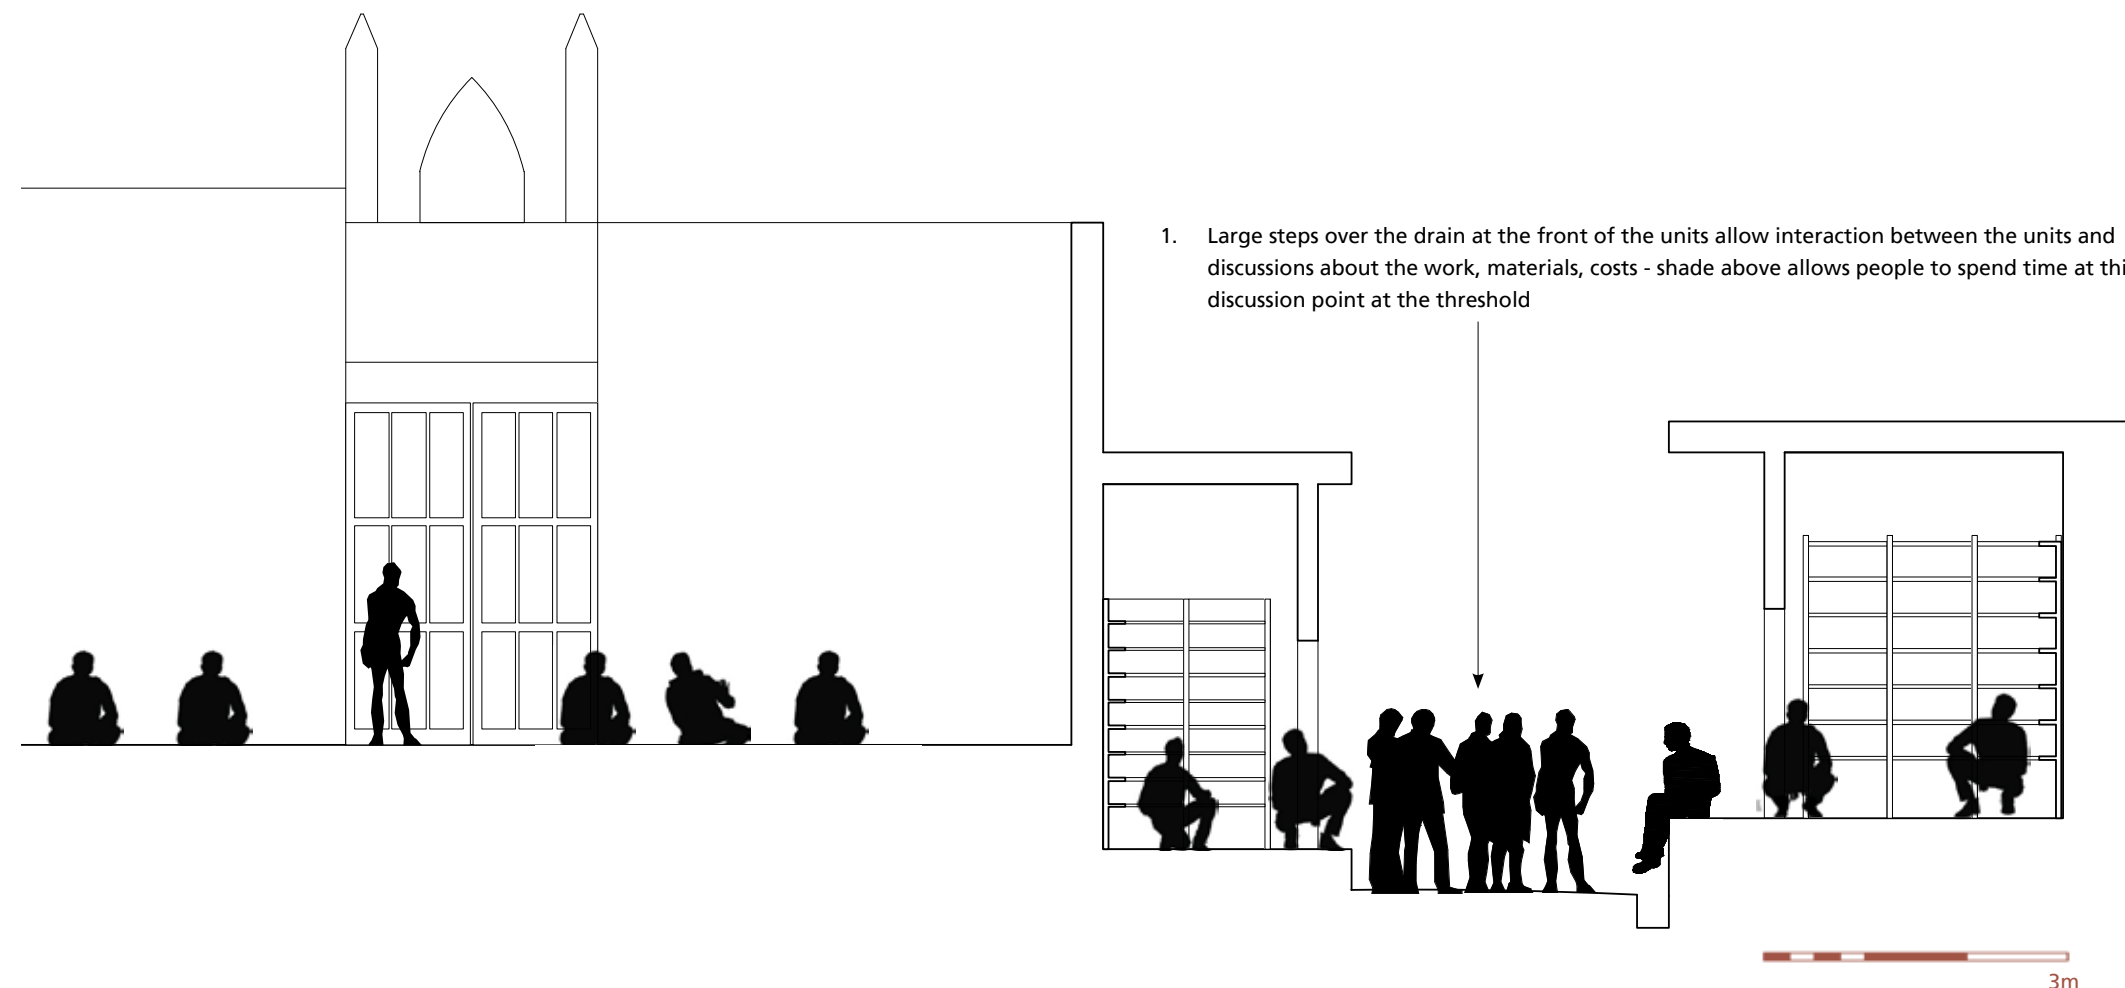 1. Large steps over the drain at the front of the units allow interaction between the units and
discussions about the work, materials, costs - shade above allows people to spend time at thi
discussion point at the threshold
3m